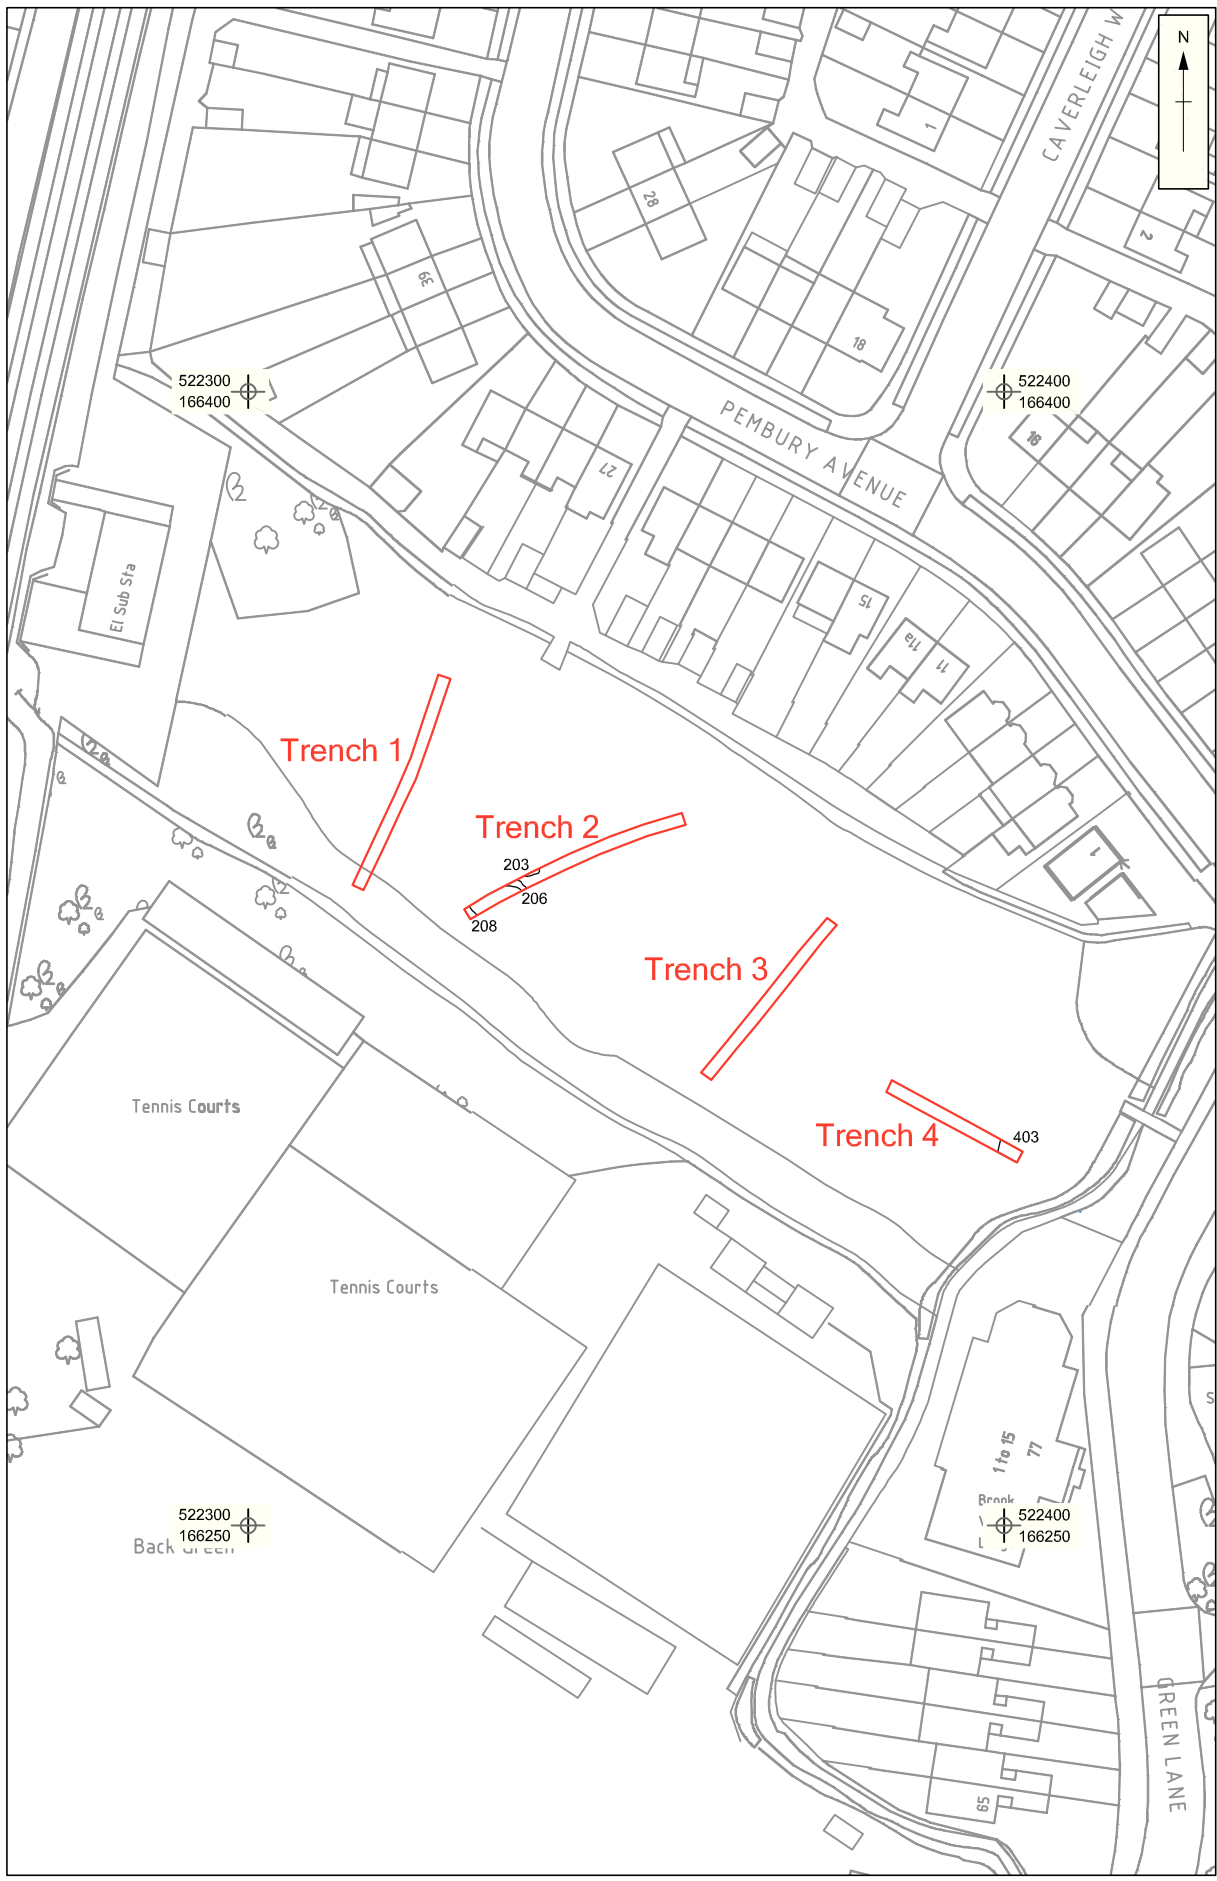 N
CAVERLEIGH W
1
28
2
39
18
522300
166400
522400
166400
PEMBURY AVENUE
16
27
15
El Sub Sta
11a
11
Trench 1
Trench 2
203
206
208
1
Trench 3
Tennis Courts
Trench 4
403
Tennis Courts
S
1 to 15
77
Brook
522300
166250
522400
166250
Back Green
GREEN LANE
65